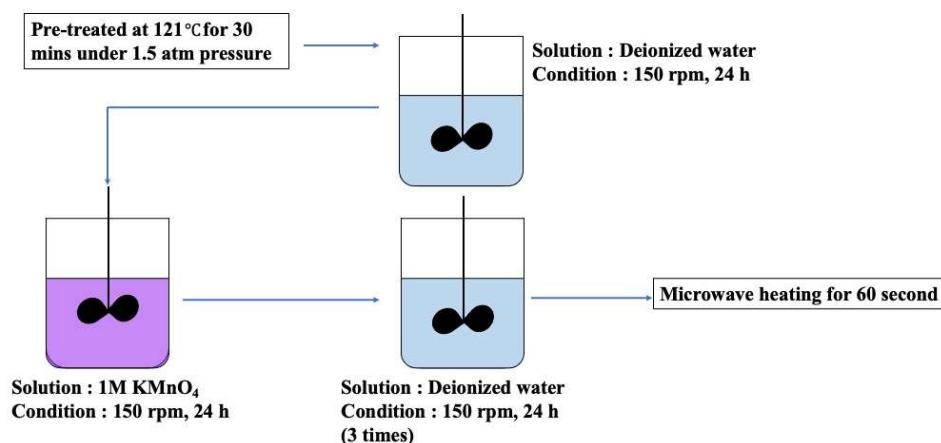 Pre-treated at 121℃ for 30
mins under 1.5 atm pressure
Solution : Deionized water
Condition : 150 rpm, 24 h
Solution : 1M KMnO₄
Condition : 150 rpm, 24 h
Solution : Deionized water
Condition : 150 rpm, 24 h
(3 times)
Microwave heating for 60 second